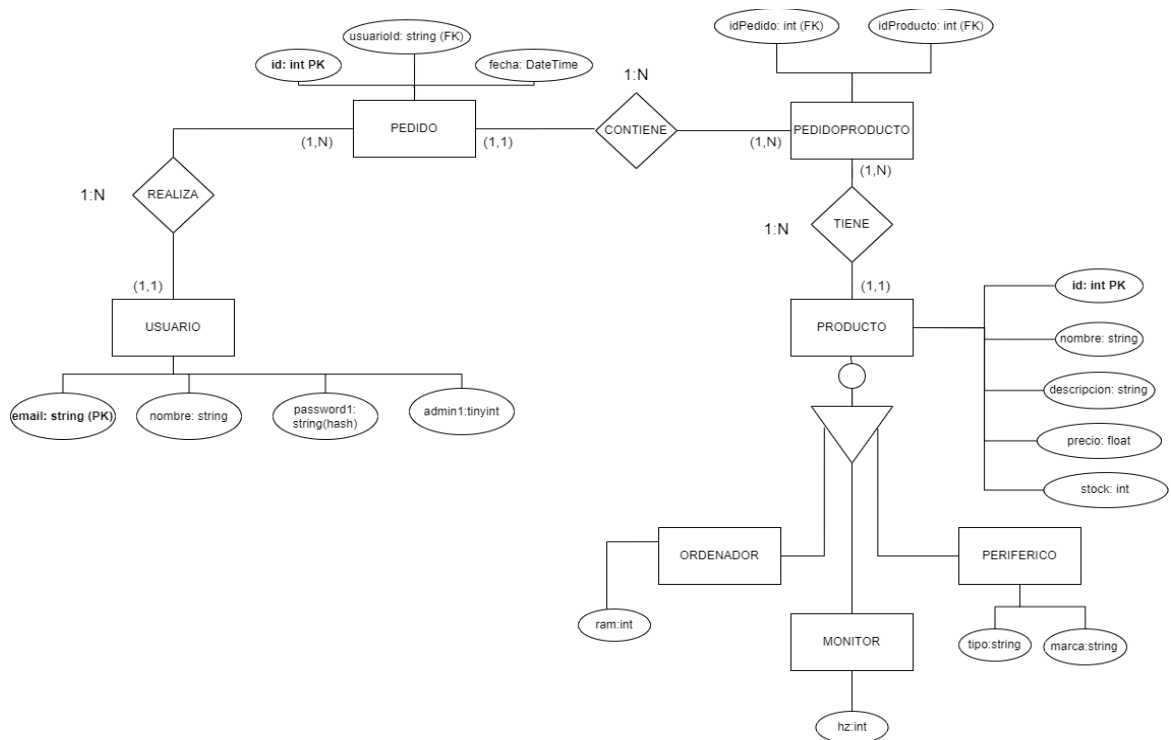 usuarioId: string (FK)
id: int PK
fecha: DateTime
PEDIDO
(1,N)
(1,1)
1:N
CONTIENE
idPedido: int (FK)
idProducto: int (FK)
PEDIDOPRODUCTO
(1,N)
(1,N)
1:N
REALIZA
(1,1)
USUARIO
email: string (PK)
nombre: string
password1:
string(hash)
admin1:tinyint
1:N
TIENE
(1,1)
PRODUCTO
id: int PK
nombre: string
descripcion: string
precio: float
stock: int
ORDENADOR
ram:int
MONITOR
hz:int
PERIFERICO
tipo:string
marca:string